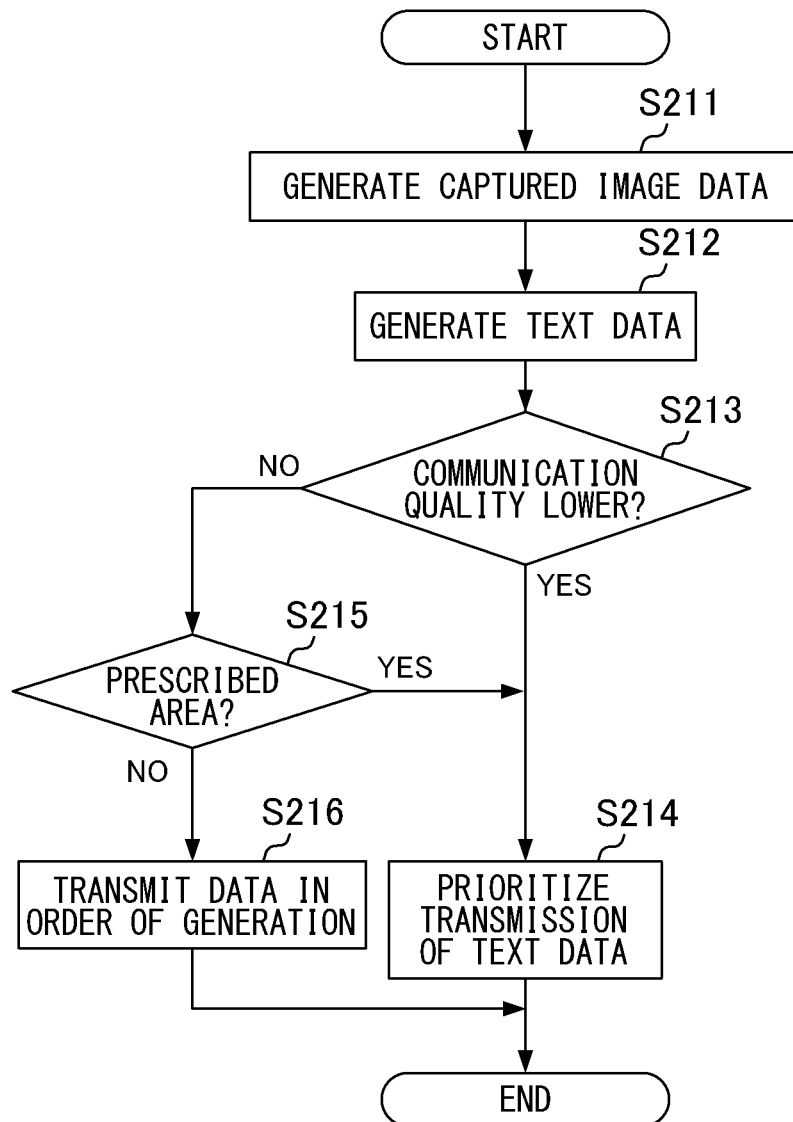 START
S211
GENERATE CAPTURED IMAGE DATA
S212
GENERATE TEXT DATA
S213
COMMUNICATION
QUALITY LOWER?
NO
YES
S215
PRESCRIBED
AREA?
YES
NO
S216
TRANSMIT DATA IN
ORDER OF GENERATION
S214
PRIORITIZE
TRANSMISSION
OF TEXT DATA
END